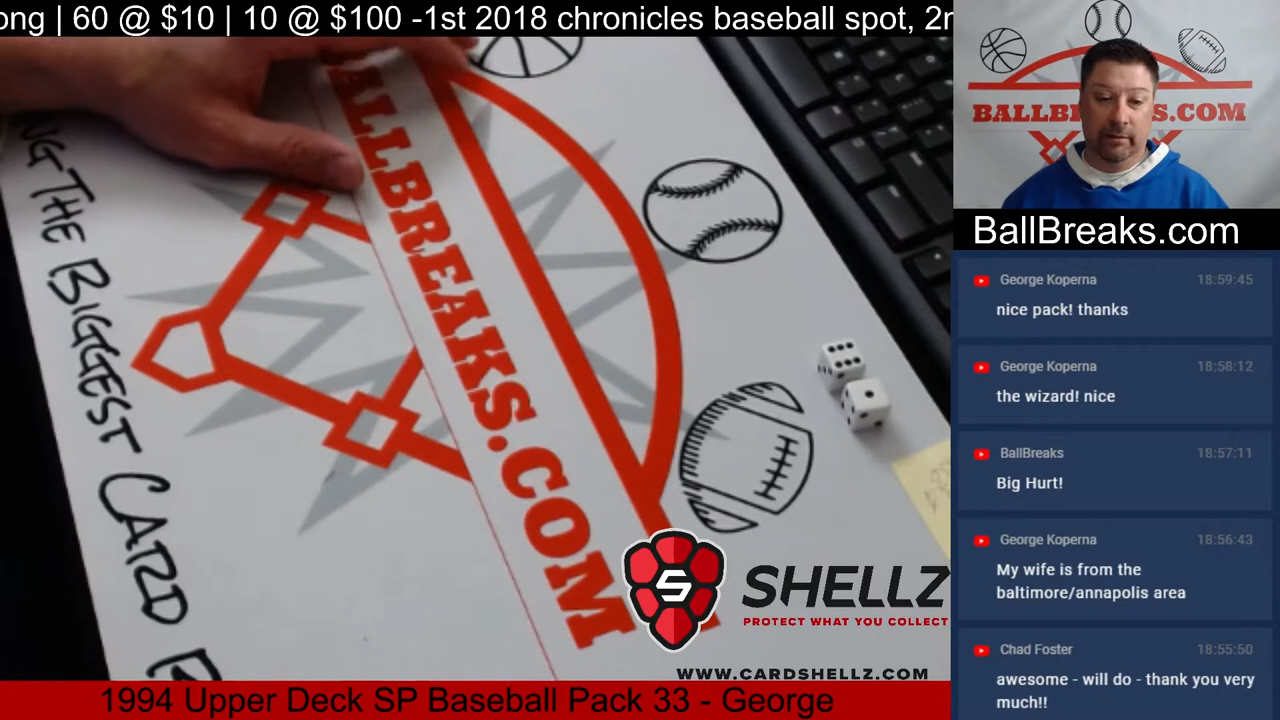 ong | 60 @ $10 | 10 @ $100 -1st 2018 chronicles baseball spot, 2n
BALLBREAKS.COM
NG THE BIGGEST CARD
BALLBREAKS.COM
SHELLZ
PROTECT WHAT YOU COLLECT
WWW.CARDSHELLZ.COM
1994 Upper Deck SP Baseball Pack 33 - George
BallBreaks.com
George Koperna 18:59:45
nice pack! thanks
George Koperna 18:58:12
the wizard! nice
BallBreaks 18:57:11
Big Hurt!
George Koperna 18:56:43
My wife is from the
baltimore/annapolis area
Chad Foster 18:55:50
awesome - will do - thank you very
much!!